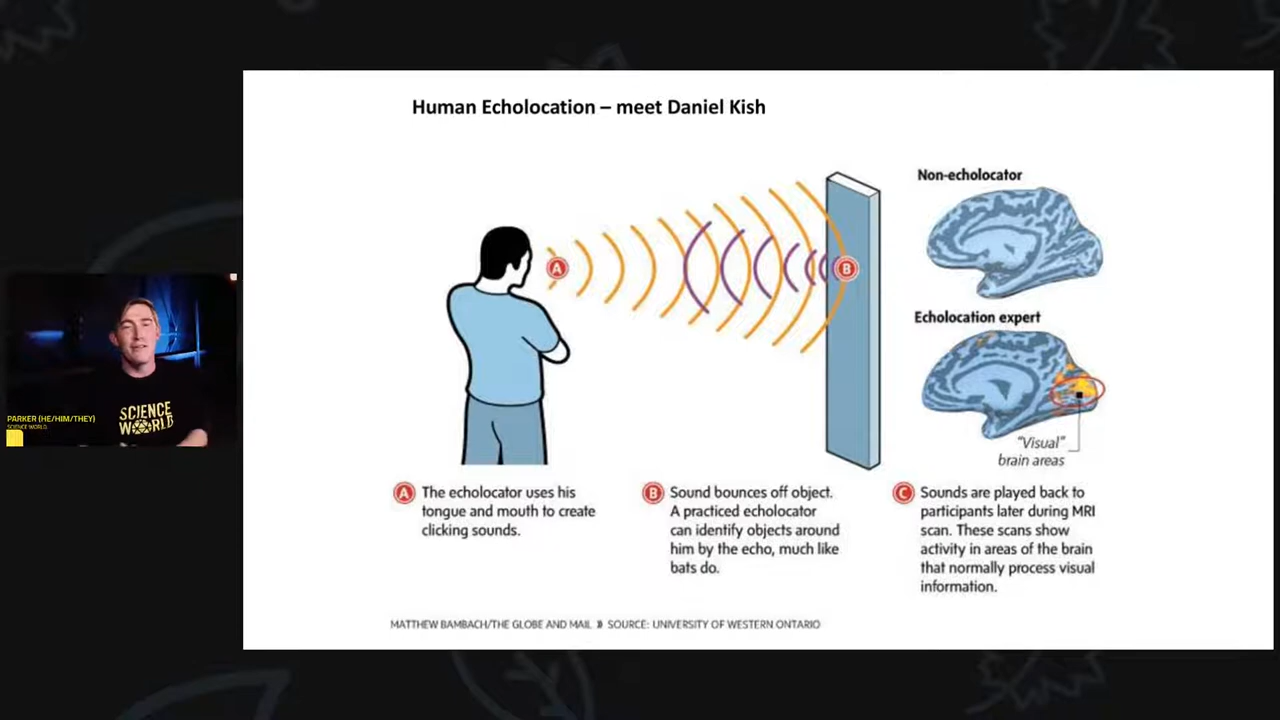 Human Echolocation – meet Daniel Kish
Non-echolocator
A
B
Echolocation expert
"Visual"
brain areas
A
The echolocator uses his
tongue and mouth to create
clicking sounds.
B
Sound bounces off object.
A practiced echolocator
can identify objects around
him by the echo, much like
bats do.
C
Sounds are played back to
participants later during MRI
scan. These scans show
activity in areas of the brain
that normally process visual
information.
MATTHEW BAMBACH/THE GLOBE AND MAIL » SOURCE: UNIVERSITY OF WESTERN ONTARIO
PARKER (HE/HIM/THEY)
SCIENCE WORLD
SCIENCE
WORLD